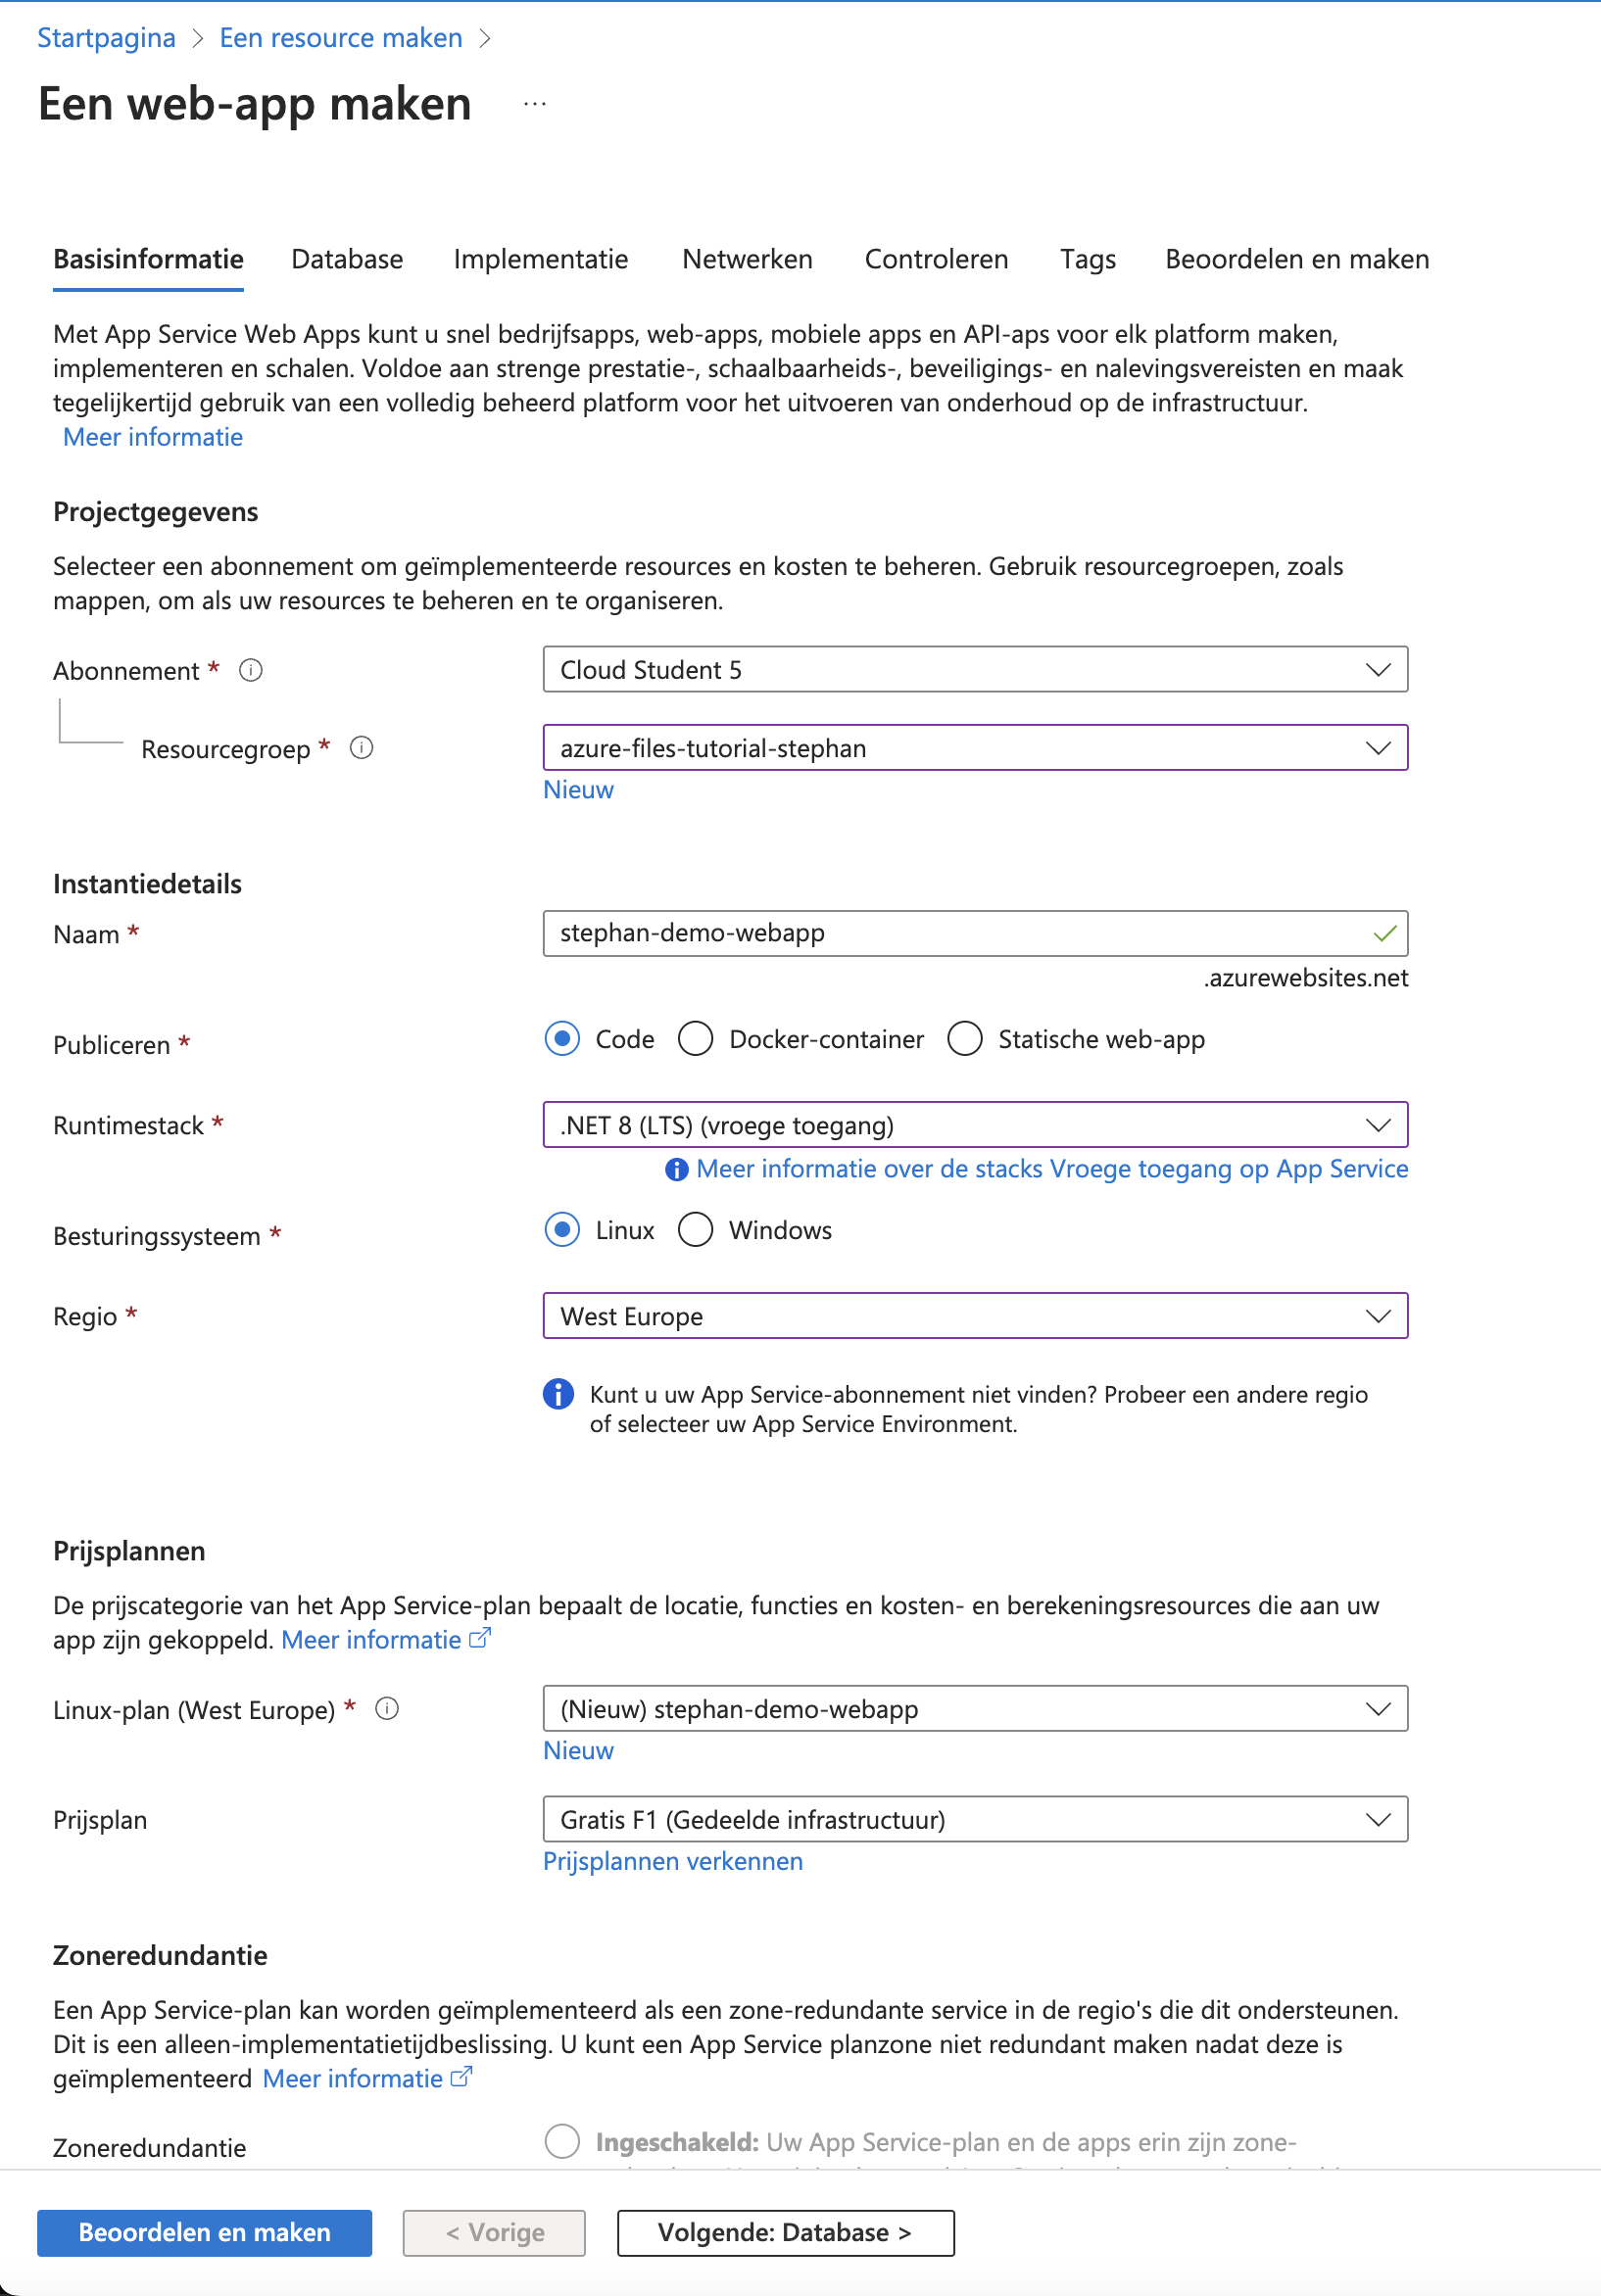 Startpagina > Een resource maken >
Een web-app maken ...
Basisinformatie Database Implementatie Netwerken Controleren Tags Beoordelen en maken
Met App Service Web Apps kunt u snel bedrijfsapps, web-apps, mobiele apps en API-aps voor elk platform maken,
implementeren en schalen. Voldoe aan strenge prestatie-, schaalbaarheids-, beveiligings- en nalevingsvereisten en maak
tegelijkertijd gebruik van een volledig beheerd platform voor het uitvoeren van onderhoud op de infrastructuur.
Meer informatie
Projectgegevens
Selecteer een abonnement om geïmplementeerde resources en kosten te beheren. Gebruik resourcegroepen, zoals
mappen, om als uw resources te beheren en te organiseren.
Abonnement * Cloud Student 5
Resourcegroep * azure-files-tutorial-stephan
Nieuw
Instantiedetails
Naam * stephan-demo-webapp
.azurewebsites.net
Publiceren * Code Docker-container Statische web-app
Runtimestack * .NET 8 (LTS) (vroege toegang)
Meer informatie over de stacks Vroege toegang op App Service
Besturingssysteem * Linux Windows
Regio * West Europe
Kunt u uw App Service-abonnement niet vinden? Probeer een andere regio
of selecteer uw App Service Environment.
Prijsplannen
De prijscategorie van het App Service-plan bepaalt de locatie, functies en kosten- en berekeningsresources die aan uw
app zijn gekoppeld. Meer informatie
Linux-plan (West Europe) * (Nieuw) stephan-demo-webapp
Nieuw
Prijsplan Gratis F1 (Gedeelde infrastructuur)
Prijsplannen verkennen
Zoneredundantie
Een App Service-plan kan worden geïmplementeerd als een zone-redundante service in de regio's die dit ondersteunen.
Dit is een alleen-implementatietijdbeslissing. U kunt een App Service planzone niet redundant maken nadat deze is
geïmplementeerd Meer informatie
Zoneredundantie Ingeschakeld: Uw App Service-plan en de apps erin zijn zone-
Beoordelen en maken < Vorige Volgende: Database >